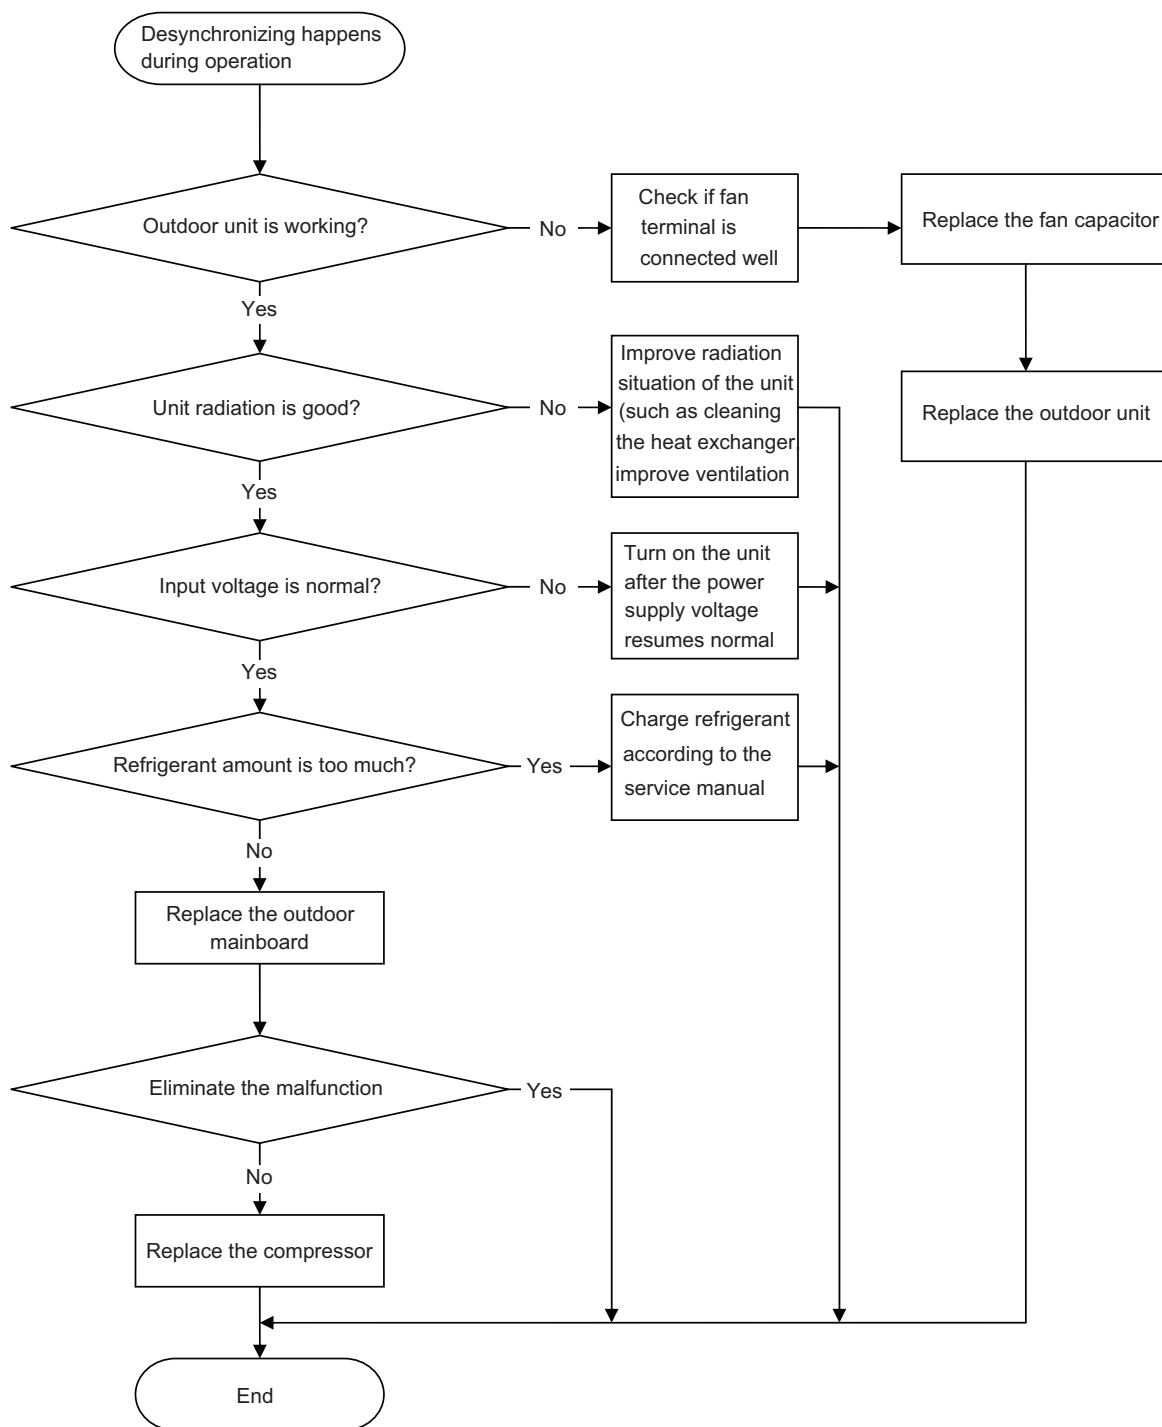 Desynchronizing happens
during operation
Outdoor unit is working?
No
Check if fan
terminal is
connected well
Replace the fan capacitor
Yes
Unit radiation is good?
No
Improve radiation
situation of the unit
(such as cleaning
the heat exchanger,
improve ventilation
Replace the outdoor unit
Yes
Input voltage is normal?
No
Turn on the unit
after the power
supply voltage
resumes normal
Yes
Refrigerant amount is too much?
Yes
Charge refrigerant
according to the
service manual
No
Replace the outdoor
mainboard
Eliminate the malfunction
Yes
No
Replace the compressor
End